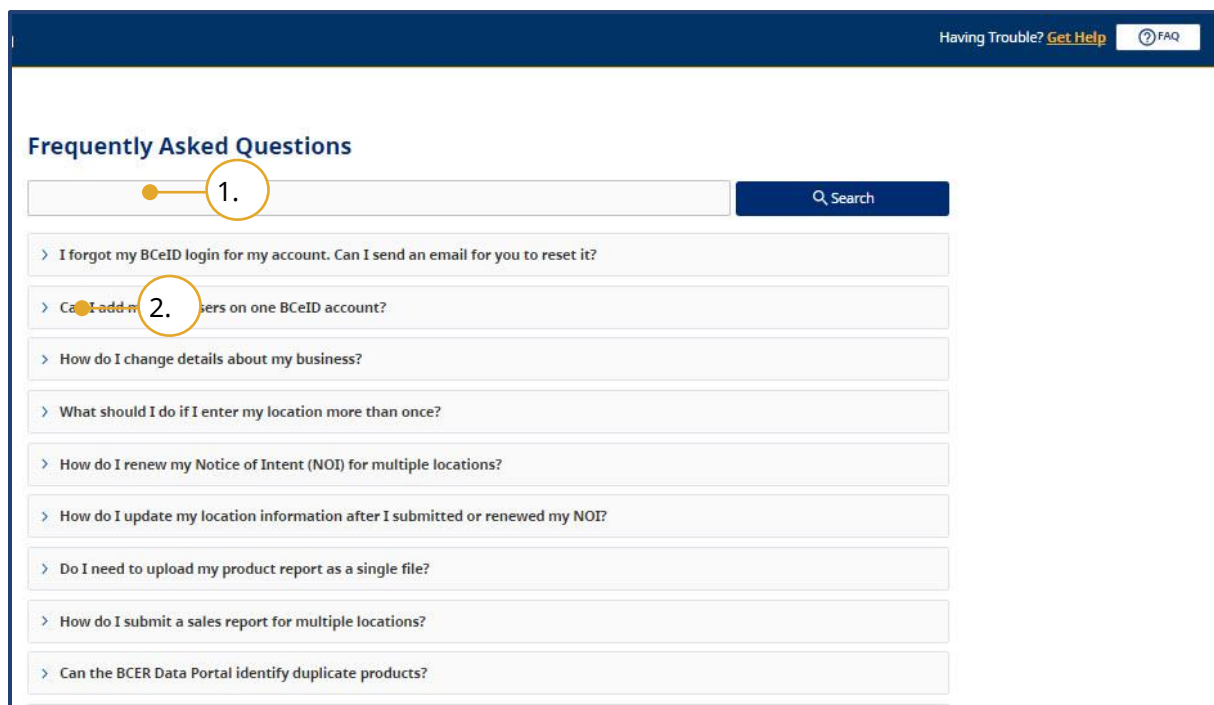 Having Trouble? Get Help FAQ
Frequently Asked Questions
1.
Search
I forgot my BCeID login for my account. Can I send an email for you to reset it?
I add 2. sers on one BCeID account?
How do I change details about my business?
What should I do if I enter my location more than once?
How do I renew my Notice of Intent (NOI) for multiple locations?
How do I update my location information after I submitted or renewed my NOI?
Do I need to upload my product report as a single file?
How do I submit a sales report for multiple locations?
Can the BCER Data Portal identify duplicate products?